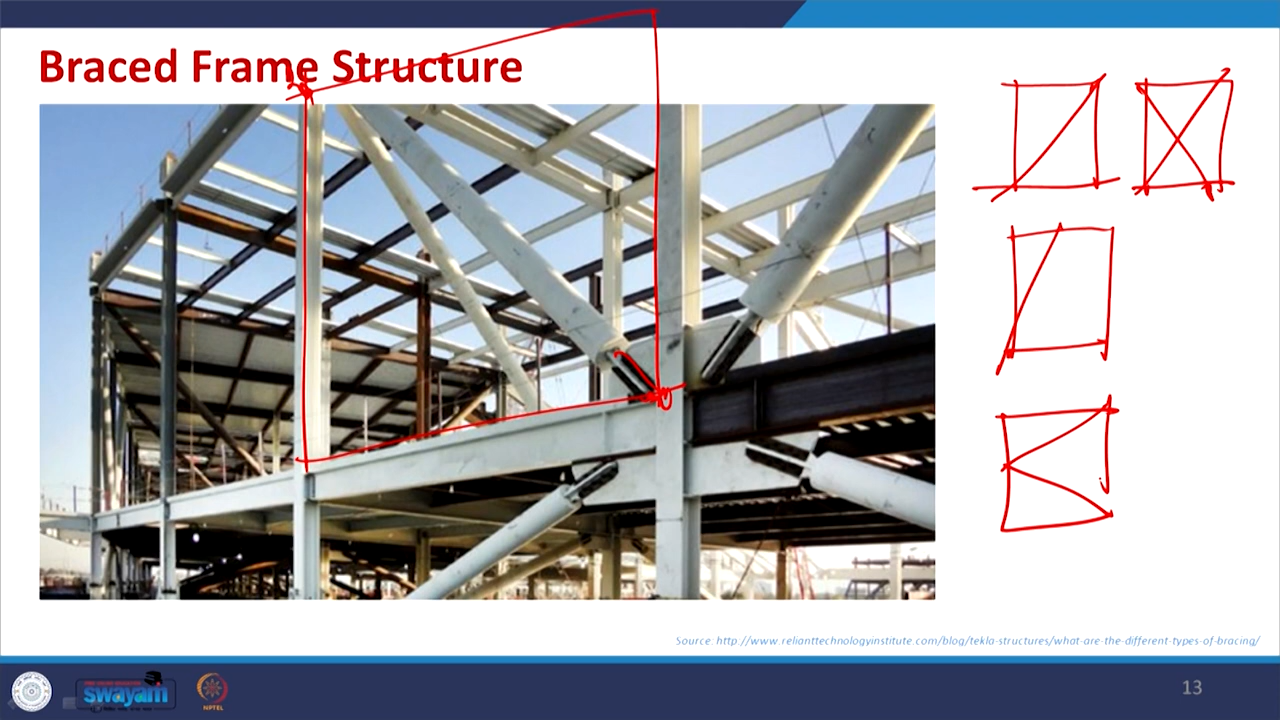 Braced Frame Structure
Source: http://www.relianttechnologyinstitute.com/blog/tekla-structures/what-are-the-different-types-of-bracing/
swayam
NPTEL
13